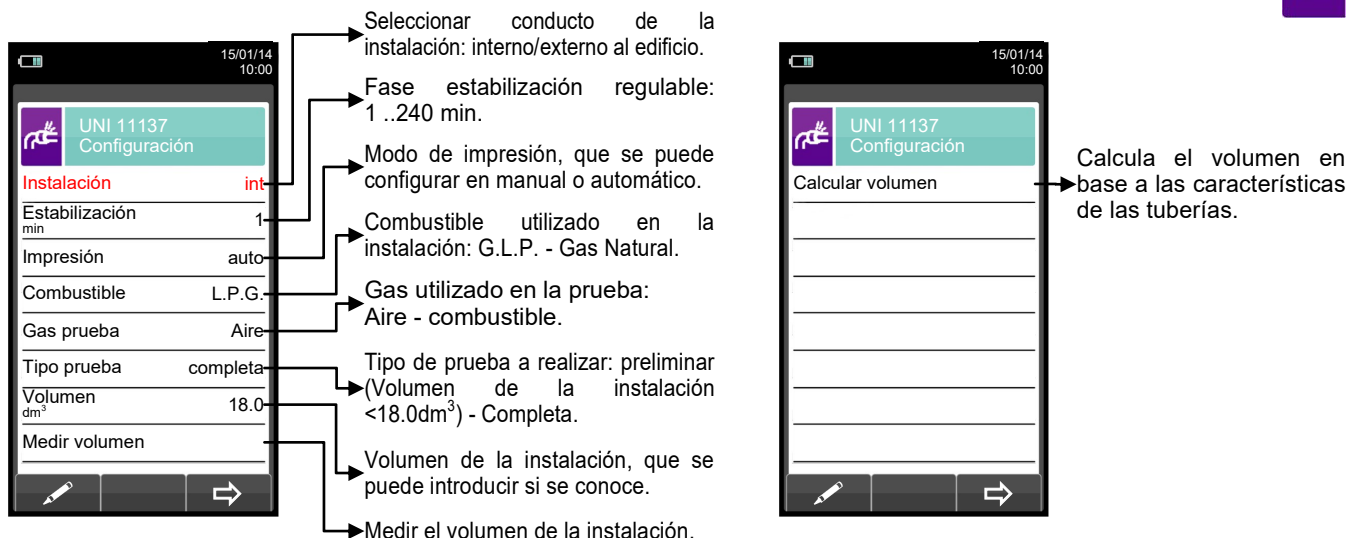 15/01/14
10:00
UNI 11137
Configuración
Instalación int
Estabilización
min 1
Impresión auto
Combustible L.P.G.
Gas prueba Aire
Tipo prueba completa
Volumen
dm³ 18.0
Medir volumen
Seleccionar conducto de la
instalación: interno/externo al edificio.
Fase estabilización regulable:
1 ..240 min.
Modo de impresión, que se puede
configurar en manual o automático.
Combustible utilizado en la
instalación: G.L.P. - Gas Natural.
Gas utilizado en la prueba:
Aire - combustible.
Tipo de prueba a realizar: preliminar
(Volumen de la instalación
<18.0dm³) - Completa.
Volumen de la instalación, que se
puede introducir si se conoce.
Medir el volumen de la instalación.
15/01/14
10:00
UNI 11137
Configuración
Calcular volumen
Calcula el volumen en
base a las características
de las tuberías.